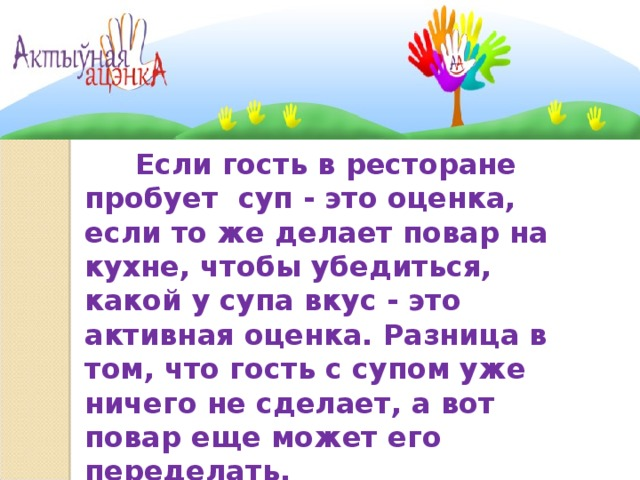 Актыўная
ацэнкА
АА
Если гость в ресторане
пробует суп - это оценка,
если то же делает повар на
кухне, чтобы убедиться,
какой у супа вкус - это
активная оценка. Разница в
том, что гость с супом уже
ничего не сделает, а вот
повар еще может его
переделать.